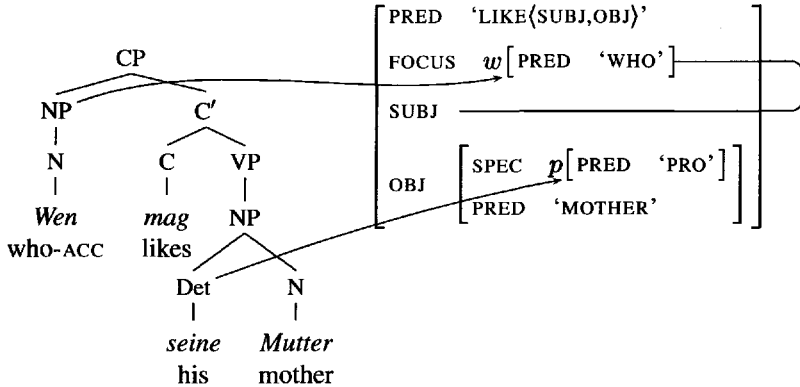 CP
NP C′
N C VP
Wen mag NP
who-ACC likes
Det N
seine Mutter
his mother
PRED ‘LIKE⟨SUBJ,OBJ⟩’
FOCUS w[PRED ‘WHO’]
SUBJ
OBJ [SPEC p[PRED ‘PRO’]
PRED ‘MOTHER’]